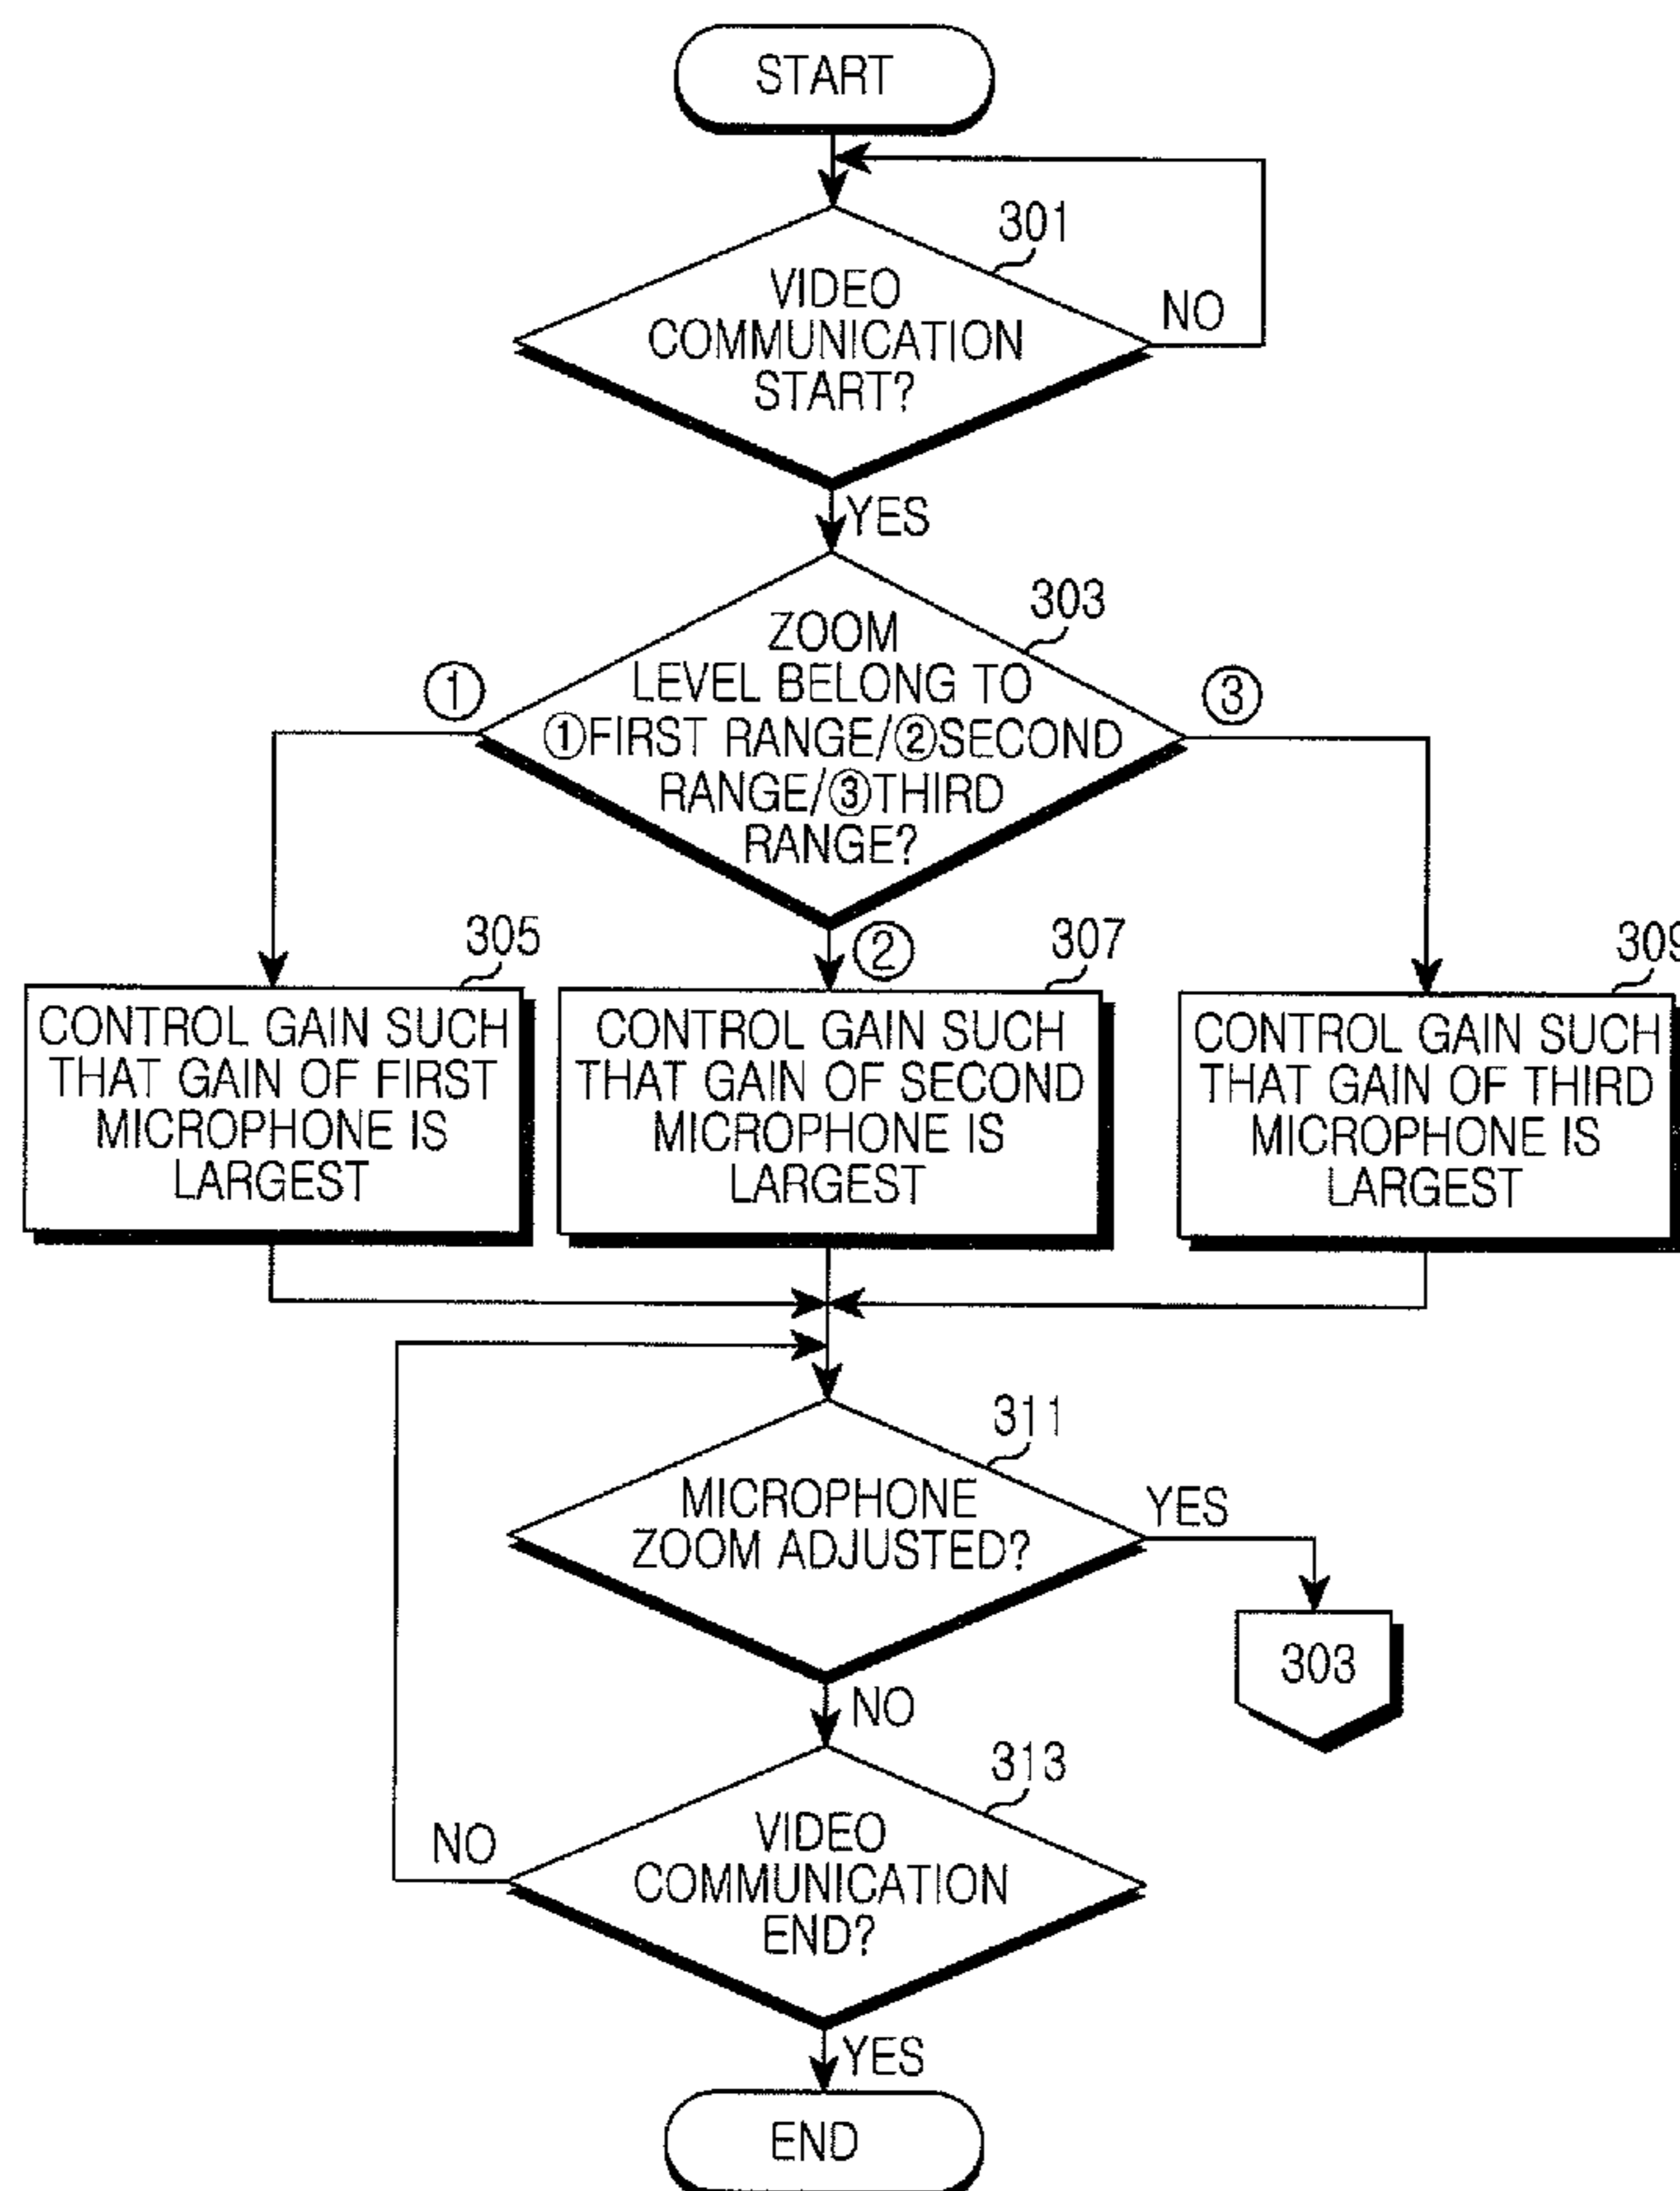 START
301
VIDEO
COMMUNICATION
START?
NO
YES
303
ZOOM
LEVEL BELONG TO
①FIRST RANGE/②SECOND
RANGE/③THIRD
RANGE?
①
③
②
305
CONTROL GAIN SUCH
THAT GAIN OF FIRST
MICROPHONE IS
LARGEST
307
CONTROL GAIN SUCH
THAT GAIN OF SECOND
MICROPHONE IS
LARGEST
309
CONTROL GAIN SUCH
THAT GAIN OF THIRD
MICROPHONE IS
LARGEST
311
MICROPHONE
ZOOM ADJUSTED?
YES
303
NO
313
VIDEO
COMMUNICATION
END?
NO
YES
END